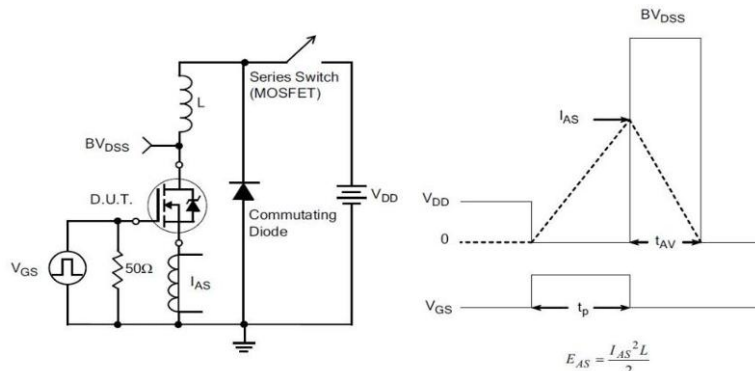 BV_DSS
Series Switch
(MOSFET)
L
I_AS
BV_DSS
D.U.T.
V_DD
V_DD
Commutating
Diode
0
t_AV
V_GS
50Ω
I_AS
V_GS
t_p
E_AS = I_AS² L / 2